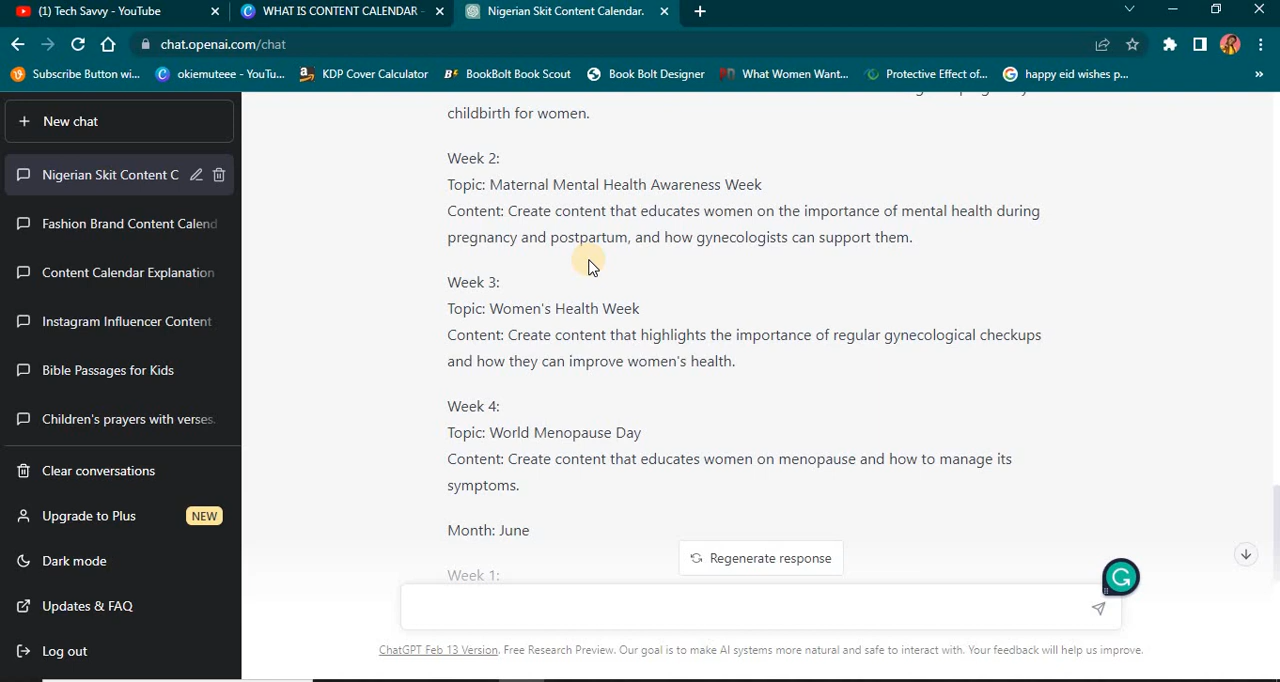 (1) Tech Savvy - YouTube
WHAT IS CONTENT CALENDAR -
Nigerian Skit Content Calendar.
chat.openai.com/chat
Subscribe Button wi...
okiemuteee - YouTu...
KDP Cover Calculator
BookBolt Book Scout
Book Bolt Designer
What Women Want...
Protective Effect of...
happy eid wishes p...
New chat
Nigerian Skit Content C
Fashion Brand Content Calend
Content Calendar Explanation
Instagram Influencer Content
Bible Passages for Kids
Children's prayers with verses.
Clear conversations
Upgrade to Plus NEW
Dark mode
Updates & FAQ
Log out
childbirth for women.
Week 2:
Topic: Maternal Mental Health Awareness Week
Content: Create content that educates women on the importance of mental health during
pregnancy and postpartum, and how gynecologists can support them.
Week 3:
Topic: Women's Health Week
Content: Create content that highlights the importance of regular gynecological checkups
and how they can improve women's health.
Week 4:
Topic: World Menopause Day
Content: Create content that educates women on menopause and how to manage its
symptoms.
Month: June
Regenerate response
Week 1:
ChatGPT Feb 13 Version. Free Research Preview. Our goal is to make AI systems more natural and safe to interact with. Your feedback will help us improve.